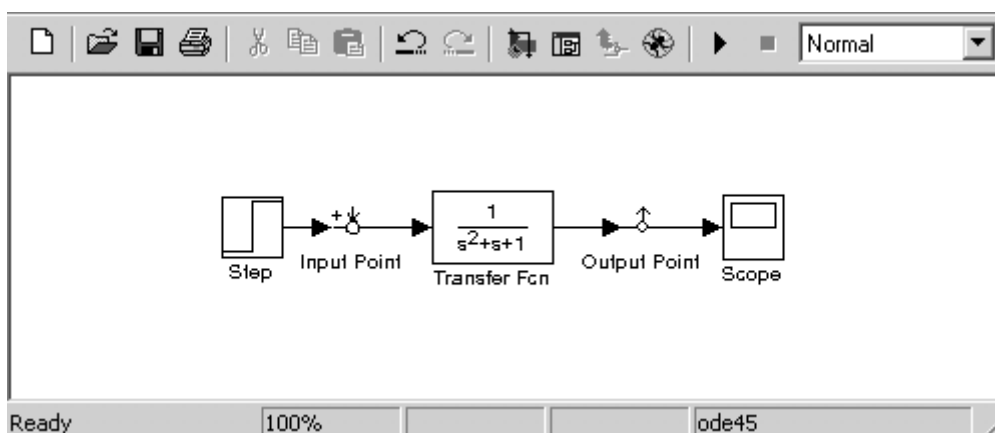 Normal
+
1
s2+s+1
Step
Input Point
Transfer Fcn
Output Point
Scope
Ready
100%
ode45